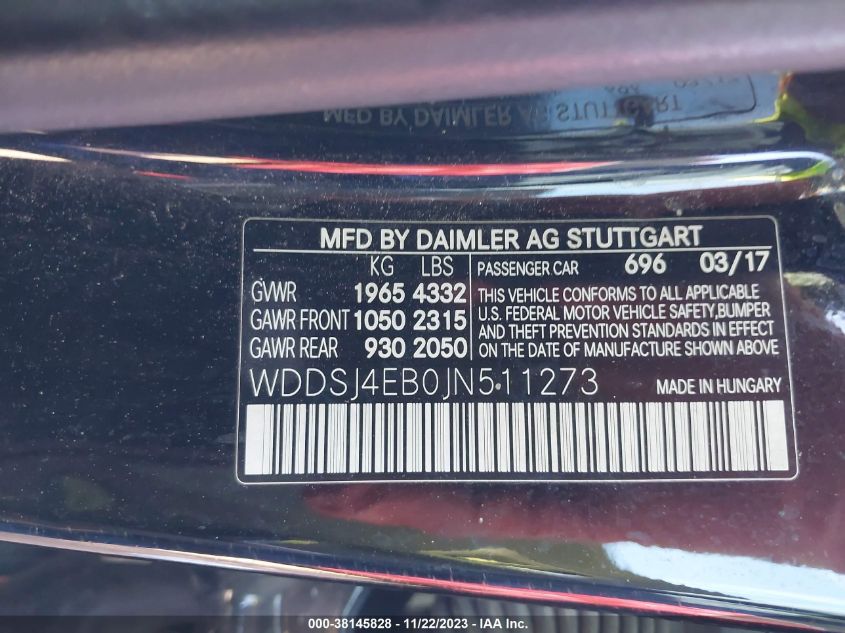 MFD BY DAIMLER AG STUTTGART
KG LBS
GVWR 1965 4332
GAWR FRONT 1050 2315
GAWR REAR 930 2050
PASSENGER CAR 696 03/17
THIS VEHICLE CONFORMS TO ALL APPLICABLE
U.S. FEDERAL MOTOR VEHICLE SAFETY, BUMPER
AND THEFT PREVENTION STANDARDS IN EFFECT
ON THE DATE OF MANUFACTURE SHOWN ABOVE
WDDSJ4EB0JN511273
MADE IN HUNGARY
000-38145828 - 11/22/2023 - IAA Inc.